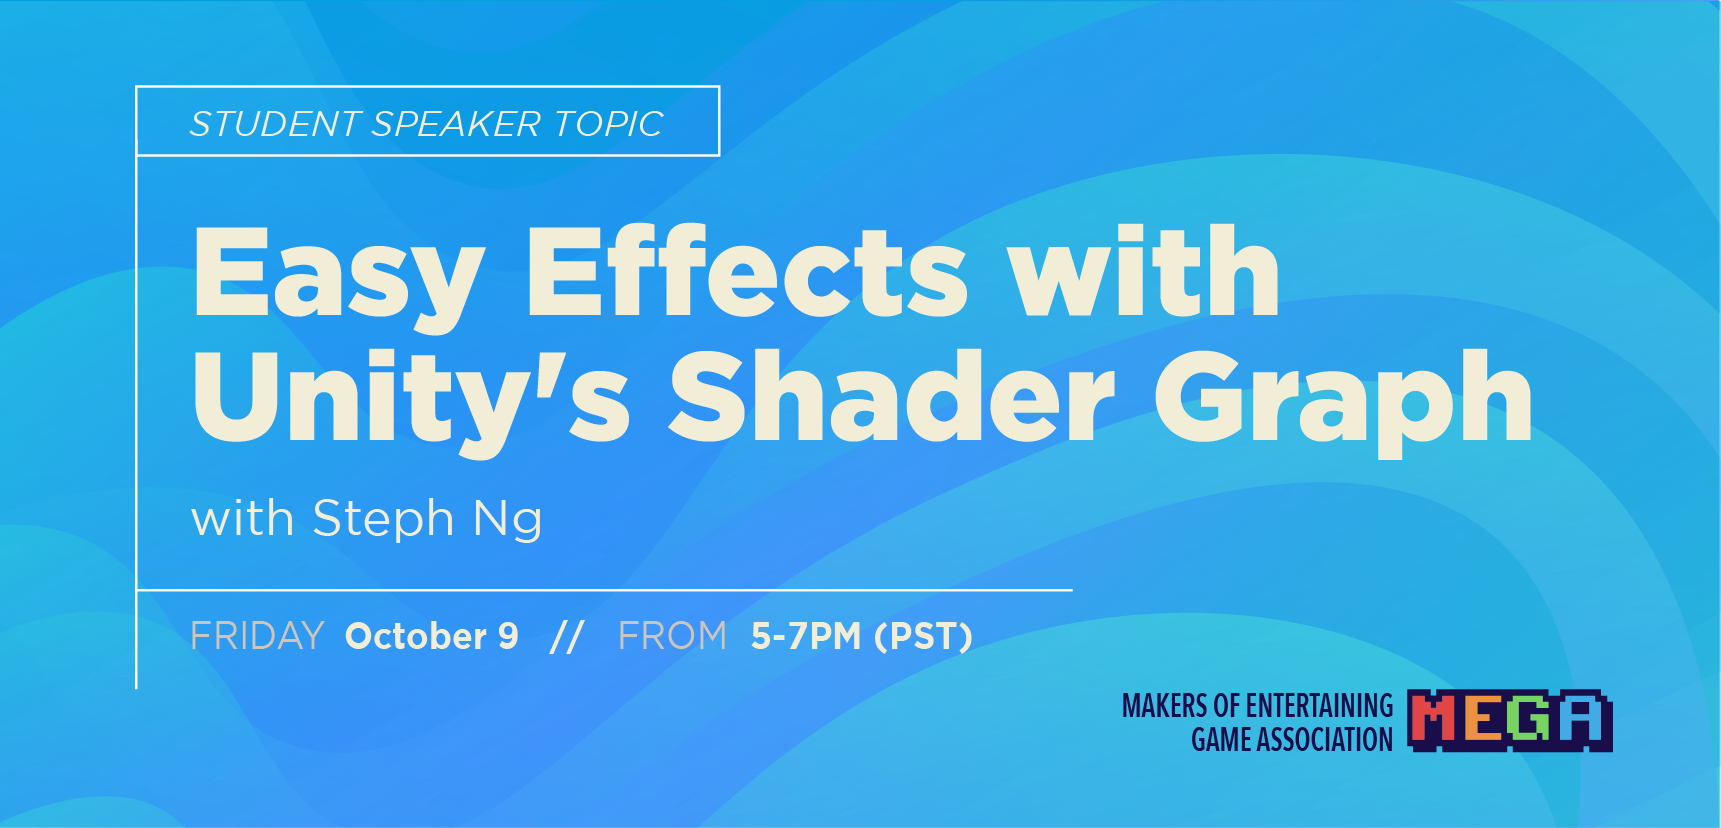 STUDENT SPEAKER TOPIC
Easy Effects with
Unity's Shader Graph
with Steph Ng
FRIDAY October 9 // FROM 5-7PM (PST)
MAKERS OF ENTERTAINING
GAME ASSOCIATION
MEGA